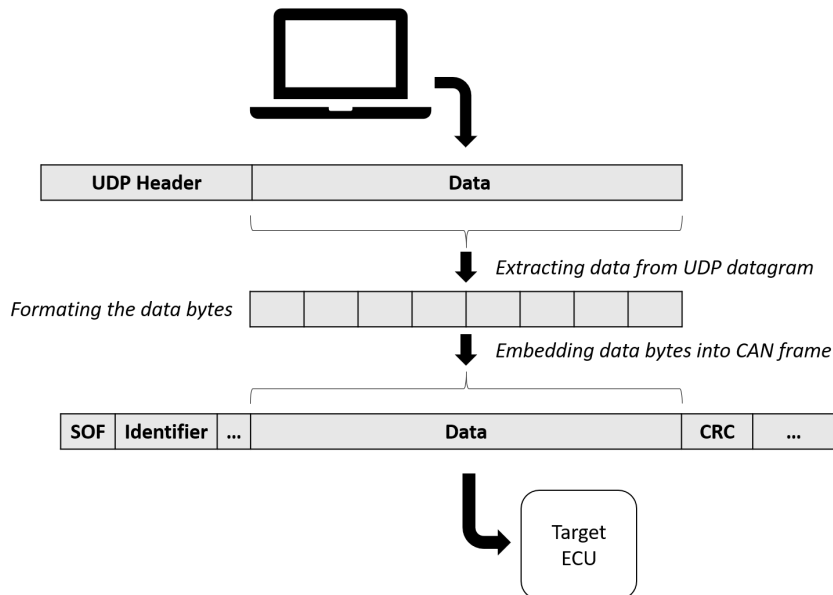 UDP Header
Data
Extracting data from UDP datagram
Formating the data bytes
Embedding data bytes into CAN frame
SOF
Identifier
...
Data
CRC
...
Target
ECU